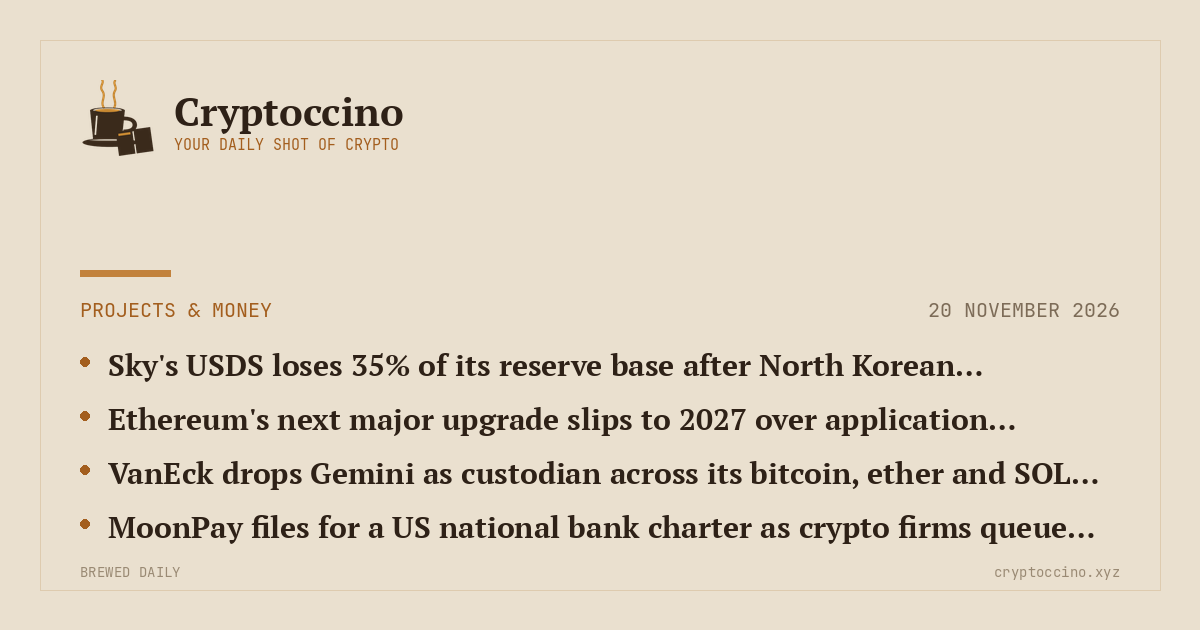 Cryptoccino
YOUR DAILY SHOT OF CRYPTO
PROJECTS & MONEY
20 NOVEMBER 2026
Sky's USDS loses 35% of its reserve base after North Korean...
Ethereum's next major upgrade slips to 2027 over application...
VanEck drops Gemini as custodian across its bitcoin, ether and SOL...
MoonPay files for a US national bank charter as crypto firms queue...
BREWED DAILY
cryptoccino.xyz